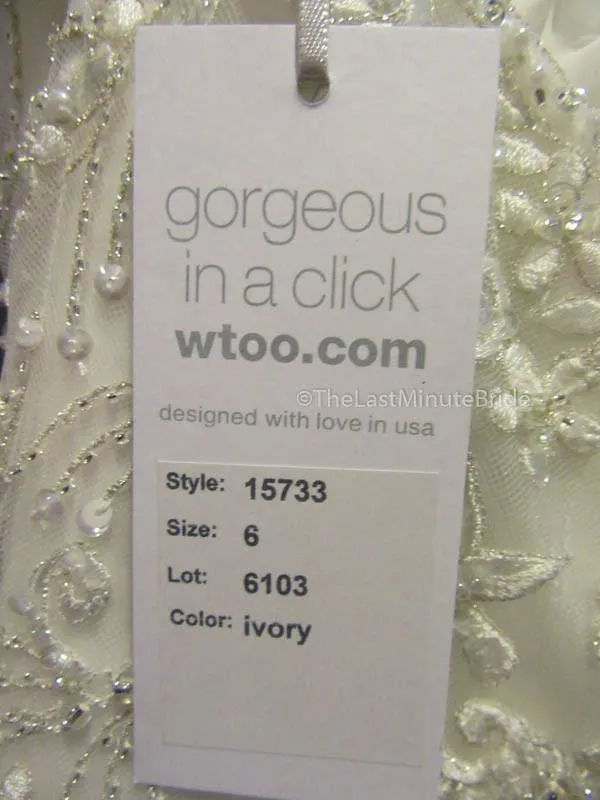 gorgeous
in a click
wtoo.com
©TheLastMinuteBride
designed with love in usa
Style: 15733
Size: 6
Lot: 6103
Color: ivory